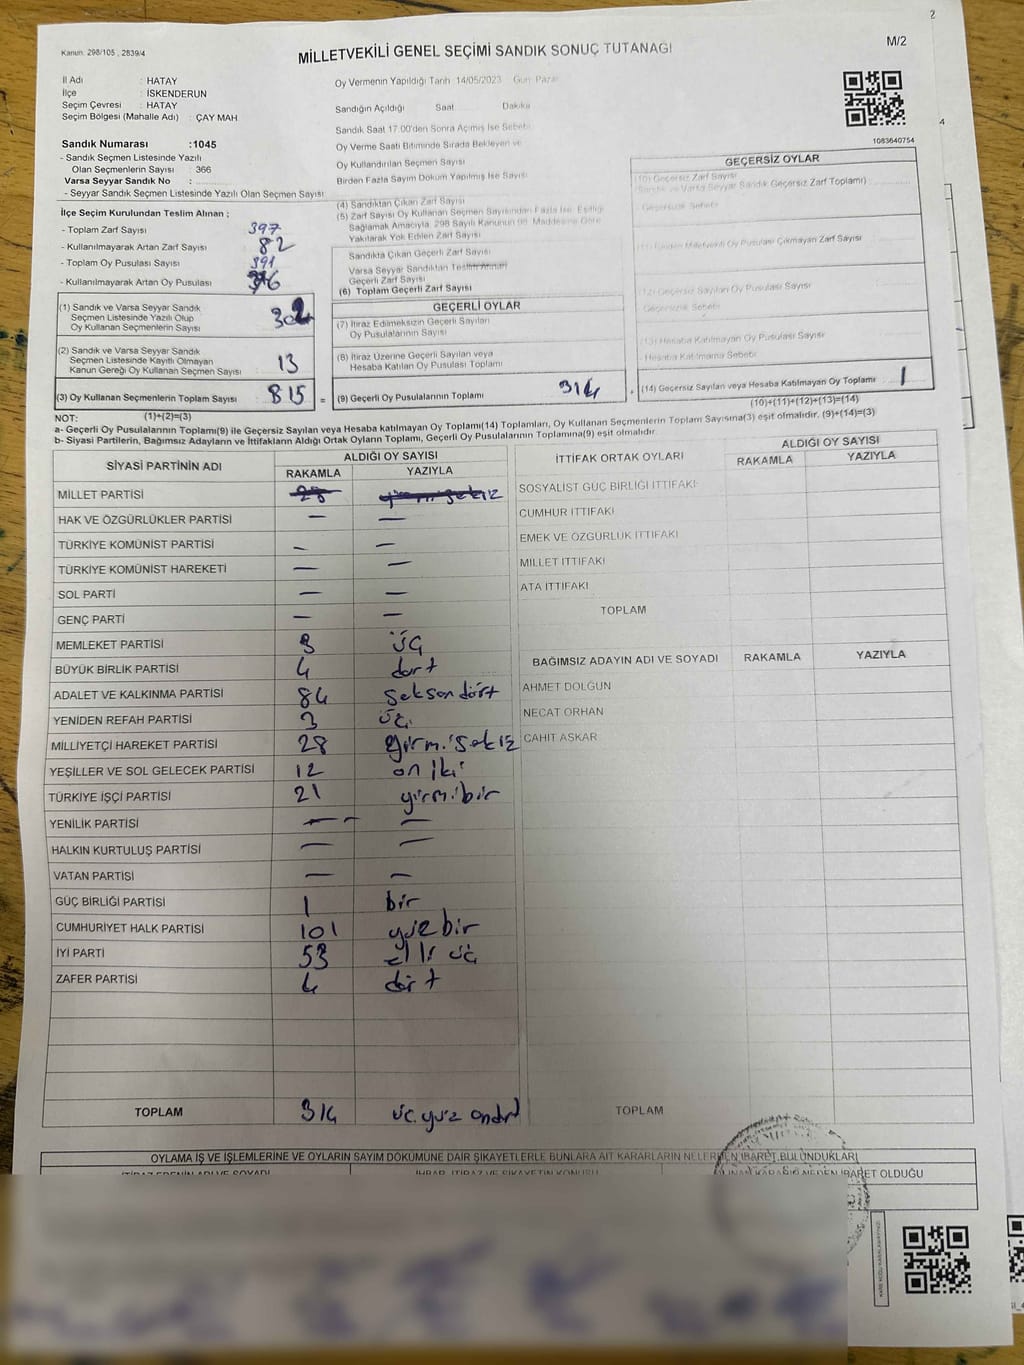 2
Kanun. 298/105 , 2839/4
MİLLETVEKİLİ GENEL SEÇİMİ SANDIK SONUÇ TUTANAĞI
M/2
İl Adı : HATAY
İlçe : İSKENDERUN
Seçim Çevresi : HATAY
Seçim Bölgesi (Mahalle Adı) : ÇAY MAH
Sandık Numarası :1045
- Sandık Seçmen Listesinde Yazılı
Olan Seçmenlerin Sayısı : 366
Varsa Seyyar Sandık No :
- Seyyar Sandık Seçmen Listesinde Yazılı Olan Seçmen Sayısı
Oy Vermenin Yapıldığı Tarih 14/05/2023 Gün: Pazar
Sandığın Açıldığı Saat Dakika
Sandık Saat 17.00'den Sonra Açılmış İse Sebebi
Oy Verme Saati Bitiminde Sırada Bekleyen ve
Oy Kullandırılan Seçmen Sayısı
Birden Fazla Sayım Döküm Yapılmış İse Sayısı
1083640754
İlçe Seçim Kurulundan Teslim Alınan ;
- Toplam Zarf Sayısı 397
- Kullanılmayarak Artan Zarf Sayısı 82
- Toplam Oy Pusulası Sayısı 391
- Kullanılmayarak Artan Oy Pusulası 76
(1) Sandık ve Varsa Seyyar Sandık
Seçmen Listesinde Yazılı Olup
Oy Kullanan Seçmenlerin Sayısı 302
(2) Sandık ve Varsa Seyyar Sandık
Seçmen Listesinde Kayıtlı Olmayan
Kanun Gereği Oy Kullanan Seçmen Sayısı 13
(3) Oy Kullanan Seçmenlerin Toplam Sayısı 815 =
(4) Sandıktan Çıkan Zarf Sayısı
(5) Zarf Sayısı Oy Kullanan Seçmen Sayısından Fazla İse, Eşitliği
Sağlamak Amacıyla, 298 Sayılı Kanunun 98. Maddesine Göre
Yakılarak Yok Edilen Zarf Sayısı
Sandıkta Çıkan Geçerli Zarf Sayısı
Varsa Seyyar Sandıktan Teslim Alınan
Geçerli Zarf Sayısı
(6) Toplam Geçerli Zarf Sayısı
GEÇERLİ OYLAR
(7) İtiraz Edilmeksizin Geçerli Sayılan
Oy Pusulalarının Sayısı
(8) İtiraz Üzerine Geçerli Sayılan veya
Hesaba Katılan Oy Pusulası Toplamı
(9) Geçerli Oy Pusulalarının Toplamı 314
GEÇERSİZ OYLAR
(10) Geçersiz Zarf Sayısı
(Sandık ve Varsa Seyyar Sandık Geçersiz Zarf Toplamı)
Geçersizlik Sebebi
Milletvekili Oy Pusulası Çıkmayan Zarf Sayısı
(12) Geçersiz Sayılan Oy Pusulası Sayısı
Geçersizlik Sebebi
(13) Hesaba Katılmayan Oy Pusulası Sayısı
Hesaba Katılmama Sebebi
(14) Geçersiz Sayılan veya Hesaba Katılmayan Oy Toplamı 1
NOT: (1)+(2)=(3)
(10)+(11)+(12)+(13)=(14)
a- Geçerli Oy Pusulalarının Toplamı(9) ile Geçersiz Sayılan veya Hesaba Katılmayan Oy Toplamı(14) Toplamları, Oy Kullanan Seçmenlerin Toplam Sayısına(3) eşit olmalıdır. (9)+(14)=(3)
b- Siyasi Partilerin, Bağımsız Adayların ve İttifakların Aldığı Ortak Oyların Toplamı, Geçerli Oy Pusulalarının Toplamına(9) eşit olmalıdır
SİYASİ PARTİNİN ADI ALDIĞI OY SAYISI
RAKAMLA YAZIYLA
MİLLET PARTİSİ 28 yirmi sekiz
HAK VE ÖZGÜRLÜKLER PARTİSİ — —
TÜRKİYE KOMÜNİST PARTİSİ — —
TÜRKİYE KOMÜNİST HAREKETİ — —
SOL PARTİ — —
GENÇ PARTİ — —
MEMLEKET PARTİSİ 3 üç
BÜYÜK BİRLİK PARTİSİ 4 dört
ADALET VE KALKINMA PARTİSİ 84 seksen dört
YENİDEN REFAH PARTİSİ 3 üç
MİLLİYETÇİ HAREKET PARTİSİ 28 yirmi sekiz
YEŞİLLER VE SOL GELECEK PARTİSİ 12 on iki
TÜRKİYE İŞÇİ PARTİSİ 21 yirmi bir
YENİLİK PARTİSİ — —
HALKIN KURTULUŞ PARTİSİ — —
VATAN PARTİSİ — —
GÜÇ BİRLİĞİ PARTİSİ 1 bir
CUMHURİYET HALK PARTİSİ 101 yüz bir
İYİ PARTİ 53 elli üç
ZAFER PARTİSİ 4 dört
TOPLAM 314 üç yüz ondört
İTTİFAK ORTAK OYLARI ALDIĞI OY SAYISI
RAKAMLA YAZIYLA
SOSYALİST GÜÇ BİRLİĞİ İTTİFAKI
CUMHUR İTTİFAKI
EMEK VE ÖZGÜRLÜK İTTİFAKI
MİLLET İTTİFAKI
ATA İTTİFAKI
TOPLAM
BAĞIMSIZ ADAYIN ADI VE SOYADI RAKAMLA YAZIYLA
AHMET DOLĞUN
NECAT ORHAN
CAHİT ASKAR
TOPLAM
OYLAMA İŞ VE İŞLEMLERİNE VE OYLARIN SAYIM DÖKÜMÜNE DAİR ŞİKAYETLERLE BUNLARA AİT KARARLARIN NELERDEN İBARET BULUNDUKLARI
İTİRAZ EDENİN ADI VE SOYADI İHBAR, İTİRAZ VE ŞİKAYETİN KONUSU